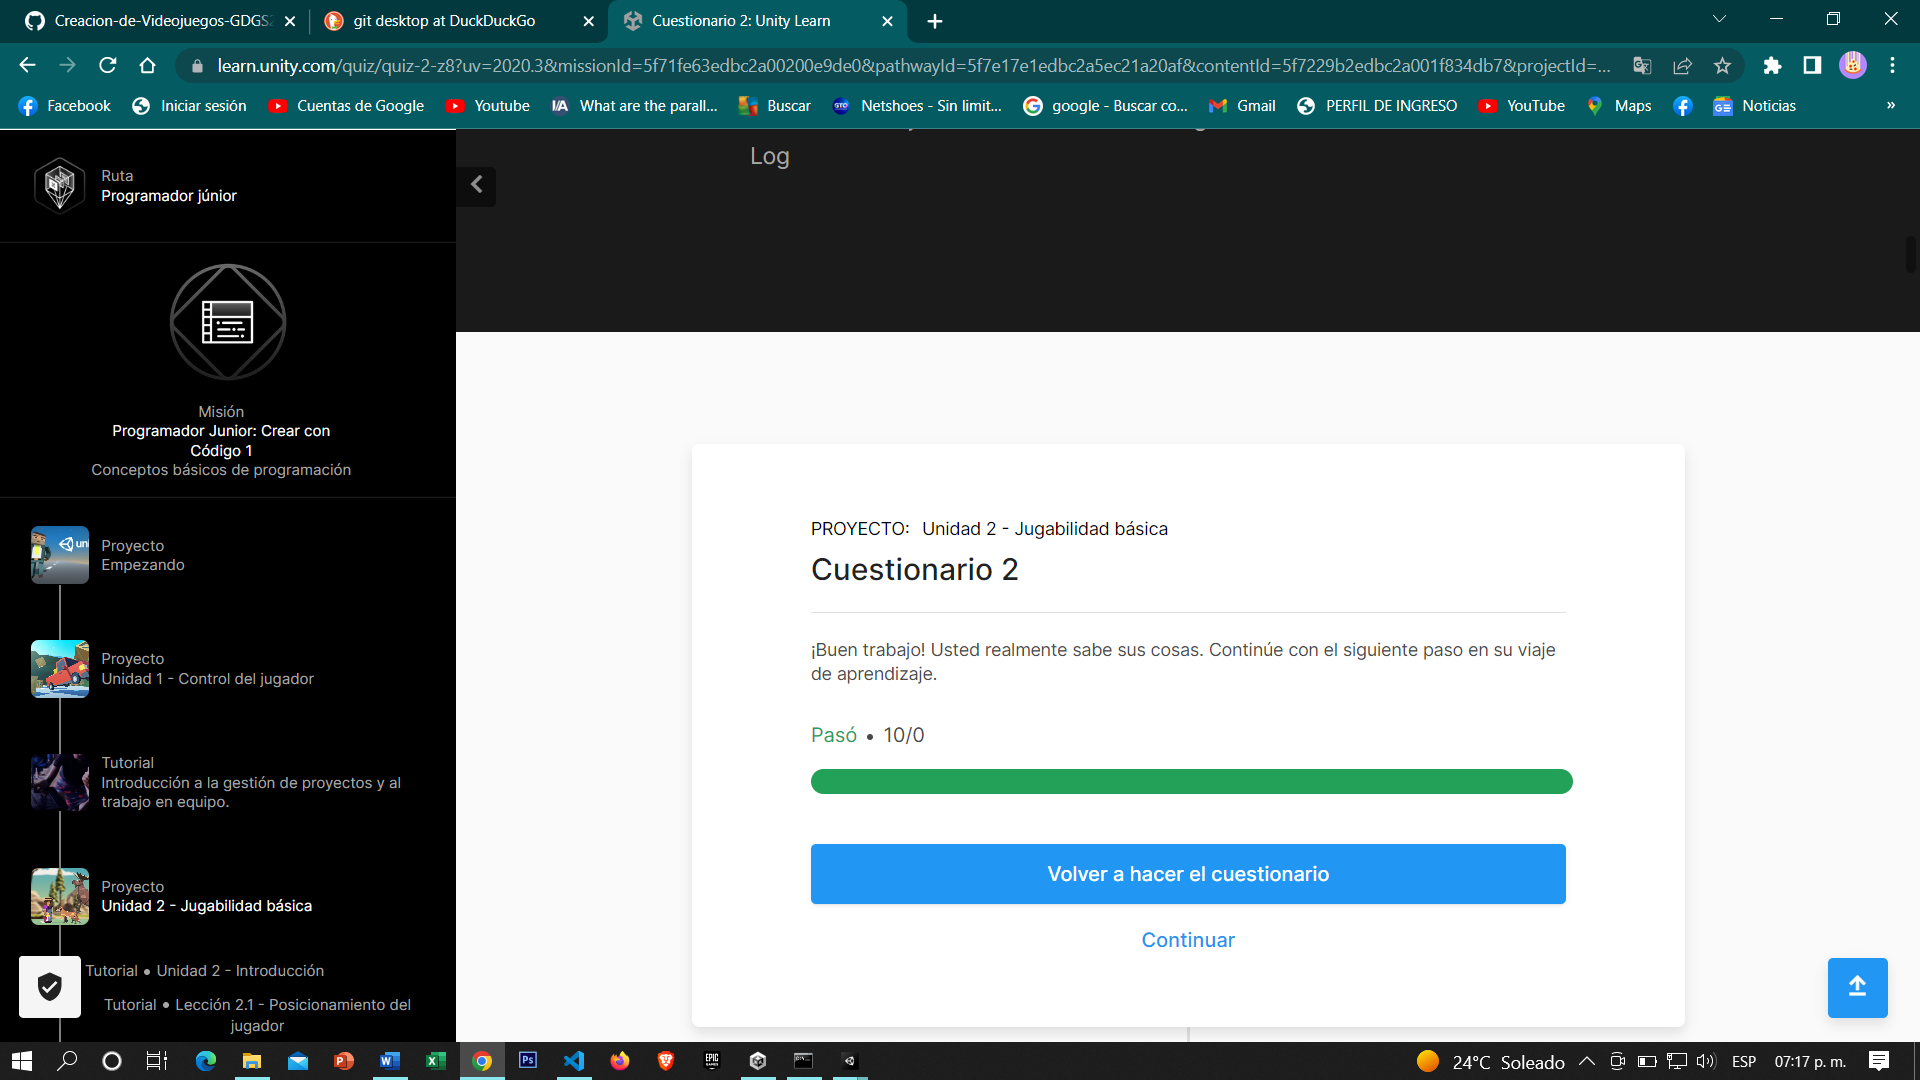 Creacion-de-Videojuegos-GDGS2
git desktop at DuckDuckGo
Cuestionario 2: Unity Learn
learn.unity.com/quiz/quiz-2-z8?uv=2020.3&missionId=5f71fe63edbc2a00200e9de0&pathwayId=5f7e17e1edbc2a5ec21a20af&contentId=5f7229b2edbc2a001f834db7&projectId=...
Facebook
Iniciar sesión
Cuentas de Google
Youtube
IA What are the parall...
Buscar
Netshoes - Sin limit...
google - Buscar co...
Gmail
PERFIL DE INGRESO
YouTube
Maps
Noticias
»
Log
Ruta
Programador júnior
Misión
Programador Junior: Crear con
Código 1
Conceptos básicos de programación
Proyecto
Empezando
Proyecto
Unidad 1 - Control del jugador
Tutorial
Introducción a la gestión de proyectos y al
trabajo en equipo.
Proyecto
Unidad 2 - Jugabilidad básica
Tutorial • Unidad 2 - Introducción
Tutorial • Lección 2.1 - Posicionamiento del
jugador
PROYECTO: Unidad 2 - Jugabilidad básica
Cuestionario 2
¡Buen trabajo! Usted realmente sabe sus cosas. Continúe con el siguiente paso en su viaje
de aprendizaje.
Pasó • 10/0
Volver a hacer el cuestionario
Continuar
24°C Soleado
ESP
07:17 p. m.